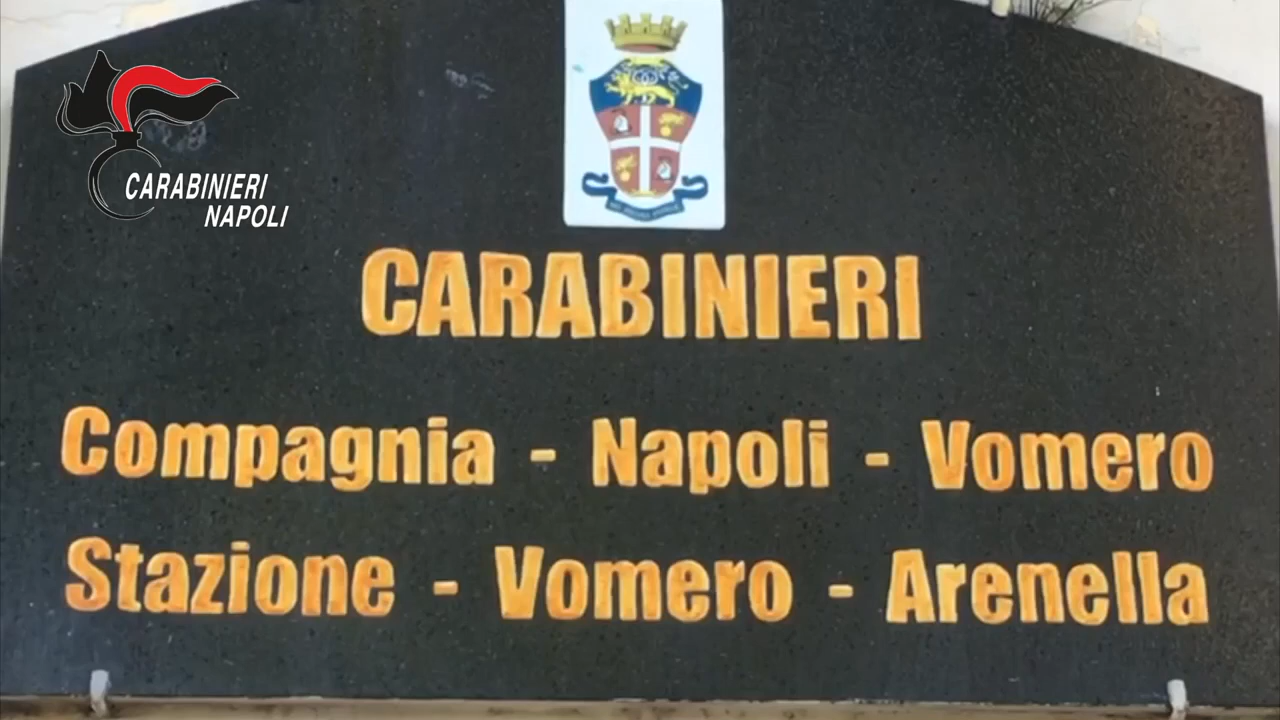 CARABINIERI
NAPOLI
CARABINIERI
Compagnia - Napoli - Vomero
Stazione - Vomero - Arenella